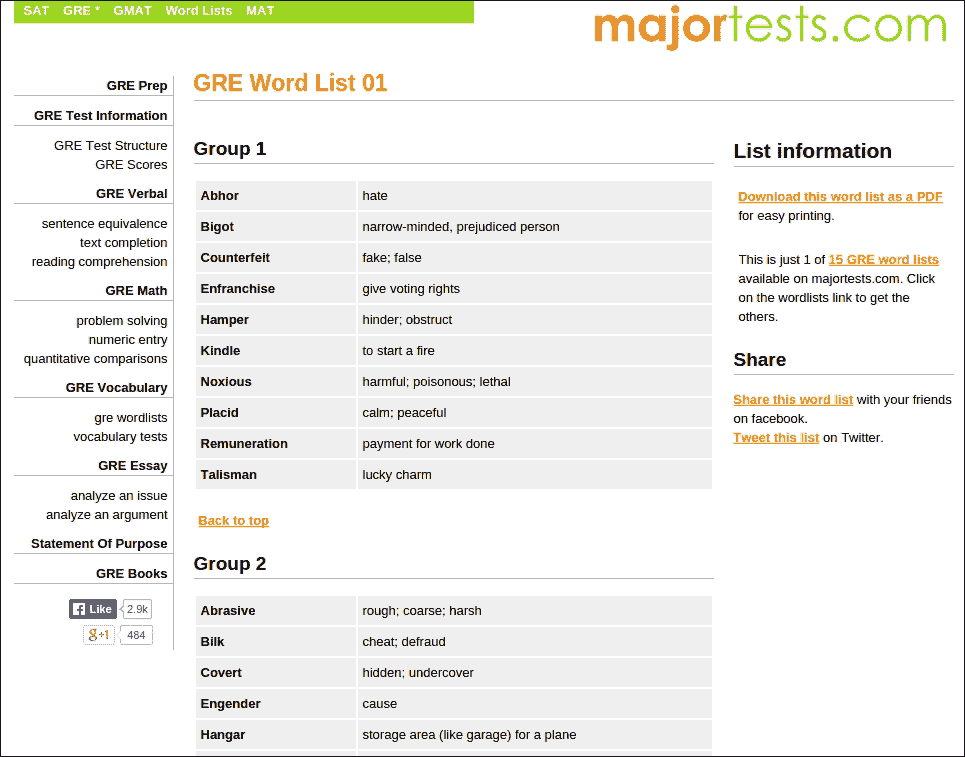 SAT GRE * GMAT Word Lists MAT
majortests.com
GRE Prep
GRE Test Information
GRE Test Structure
GRE Scores
GRE Verbal
sentence equivalence
text completion
reading comprehension
GRE Math
problem solving
numeric entry
quantitative comparisons
GRE Vocabulary
gre wordlists
vocabulary tests
GRE Essay
analyze an issue
analyze an argument
Statement Of Purpose
GRE Books
Like 2.9k
g+1 484
GRE Word List 01
Group 1
Abhor hate
Bigot narrow-minded, prejudiced person
Counterfeit fake; false
Enfranchise give voting rights
Hamper hinder; obstruct
Kindle to start a fire
Noxious harmful; poisonous; lethal
Placid calm; peaceful
Remuneration payment for work done
Talisman lucky charm
Back to top
Group 2
Abrasive rough; coarse; harsh
Bilk cheat; defraud
Covert hidden; undercover
Engender cause
Hangar storage area (like garage) for a plane
List information
Download this word list as a PDF
for easy printing.
This is just 1 of 15 GRE word lists
available on majortests.com. Click
on the wordlists link to get the
others.
Share
Share this word list with your friends
on facebook.
Tweet this list on Twitter.